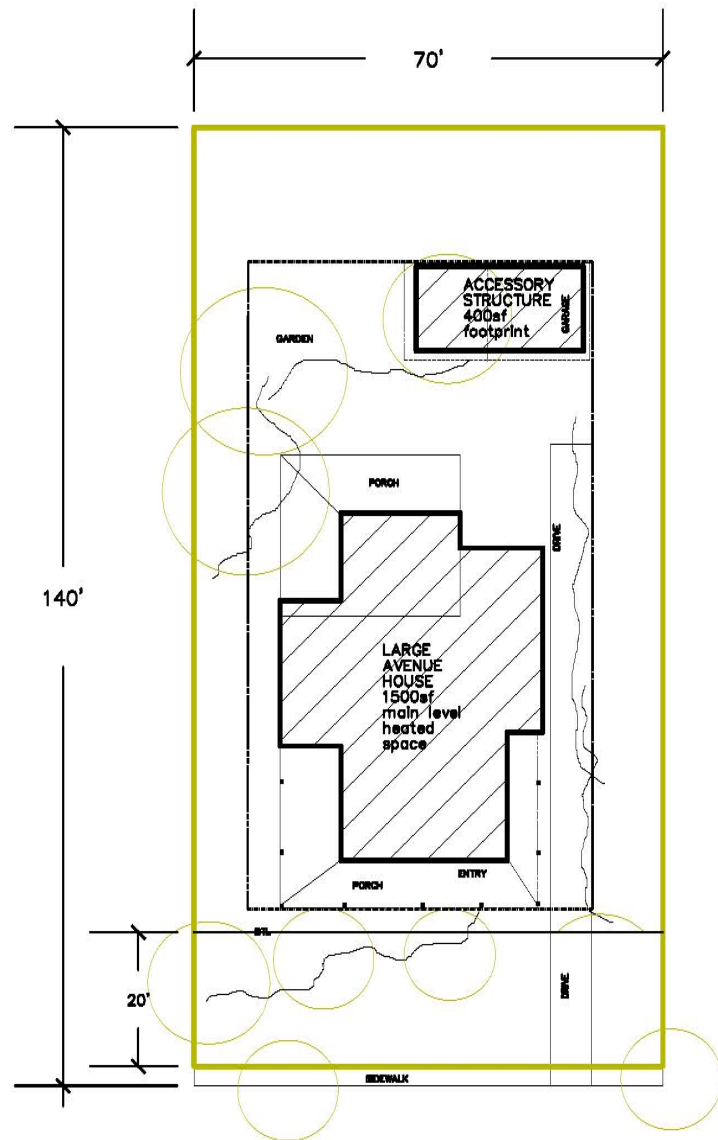 70'
ACCESSORY
STRUCTURE
400sf
footprint
GARAGE
GARDEN
PORCH
DRIVE
140'
LARGE
AVENUE
HOUSE
1500sf
main level
heated
space
ENTRY
PORCH
BTL
20'
DRIVE
SIDEWALK